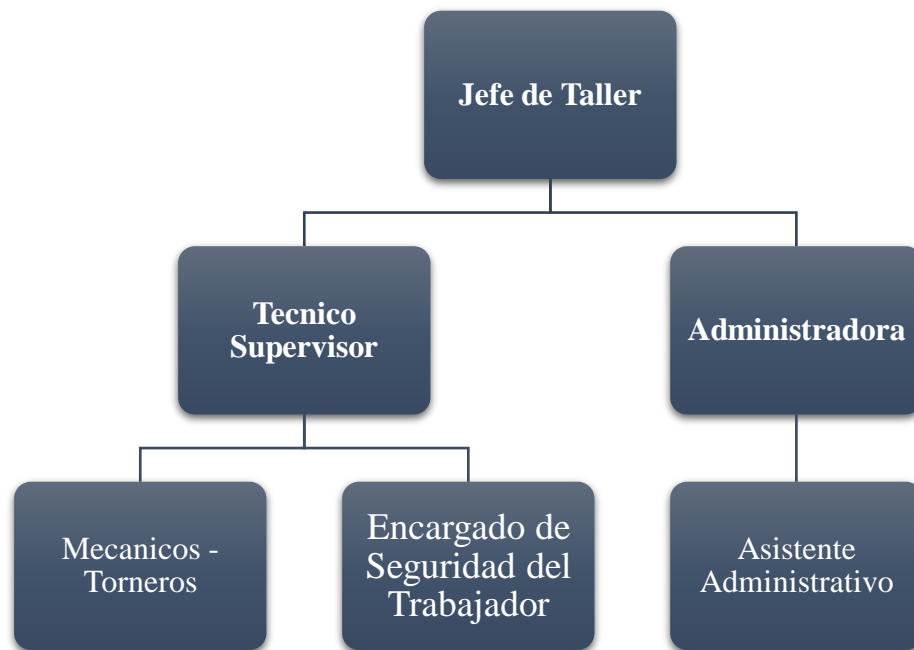 Jefe de Taller
Tecnico
Supervisor
Administradora
Mecanicos -
Torneros
Encargado de
Seguridad del
Trabajador
Asistente
Administrativo